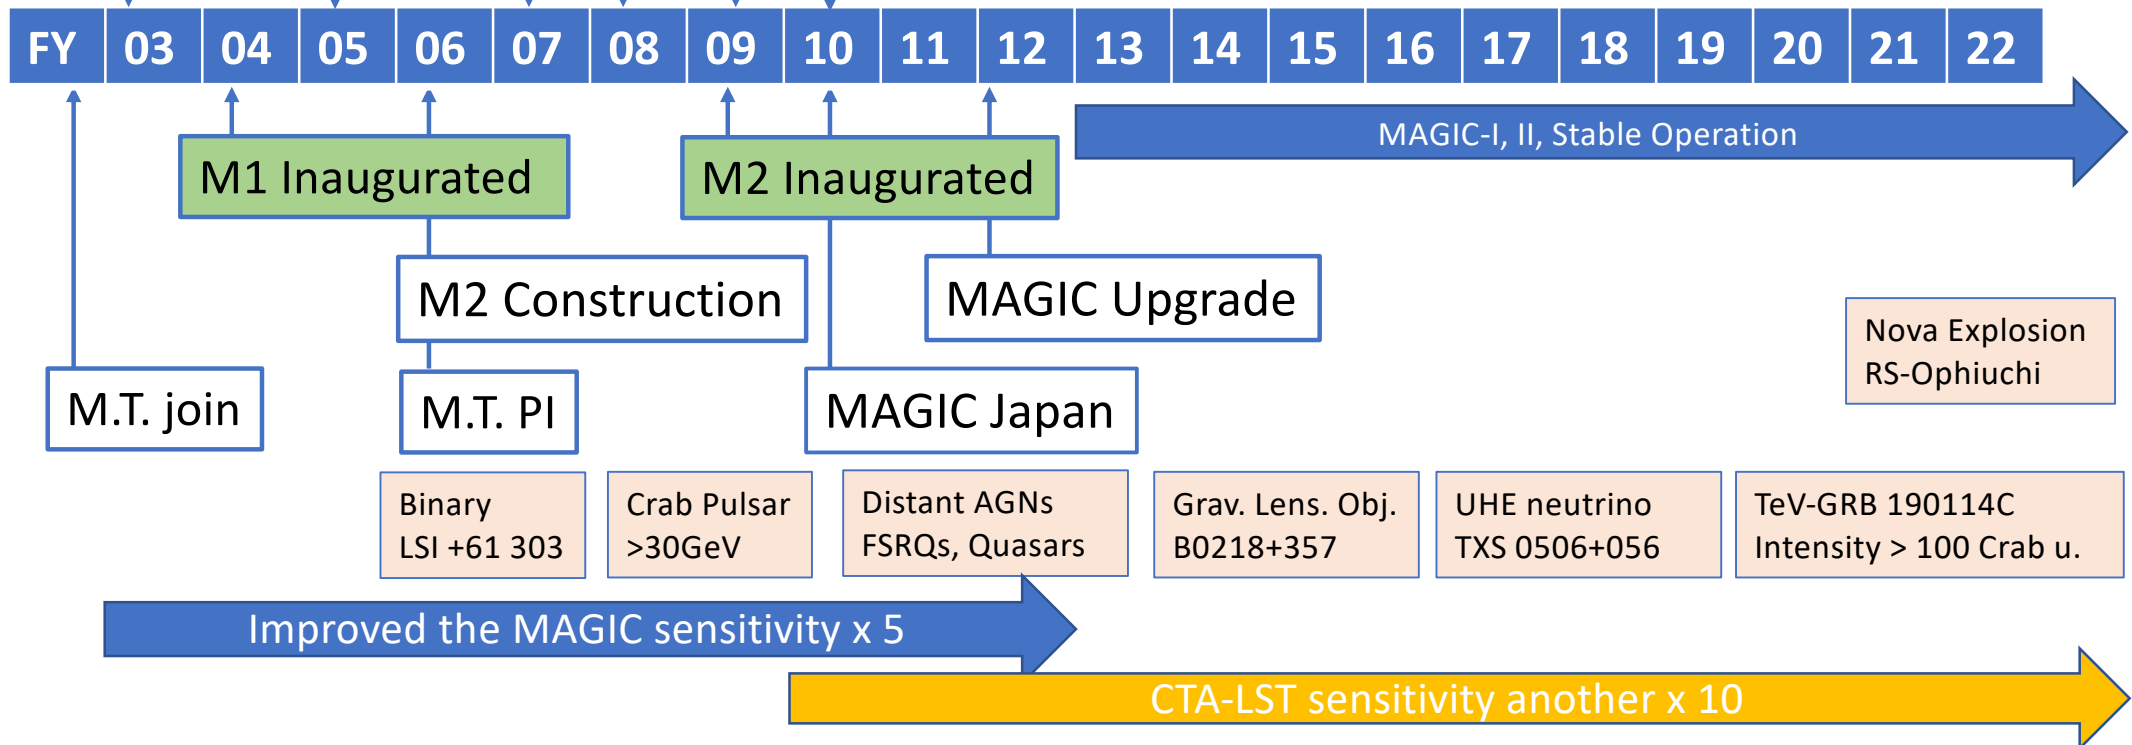 FY 03 04 05 06 07 08 09 10 11 12 13 14 15 16 17 18 19 20 21 22
MAGIC-I, II, Stable Operation
M1 Inaugurated
M2 Inaugurated
M2 Construction
MAGIC Upgrade
Nova Explosion
RS-Ophiuchi
M.T. join
M.T. PI
MAGIC Japan
Binary
LSI +61 303
Crab Pulsar
>30GeV
Distant AGNs
FSRQs, Quasars
Grav. Lens. Obj.
B0218+357
UHE neutrino
TXS 0506+056
TeV-GRB 190114C
Intensity > 100 Crab u.
Improved the MAGIC sensitivity x 5
CTA-LST sensitivity another x 10